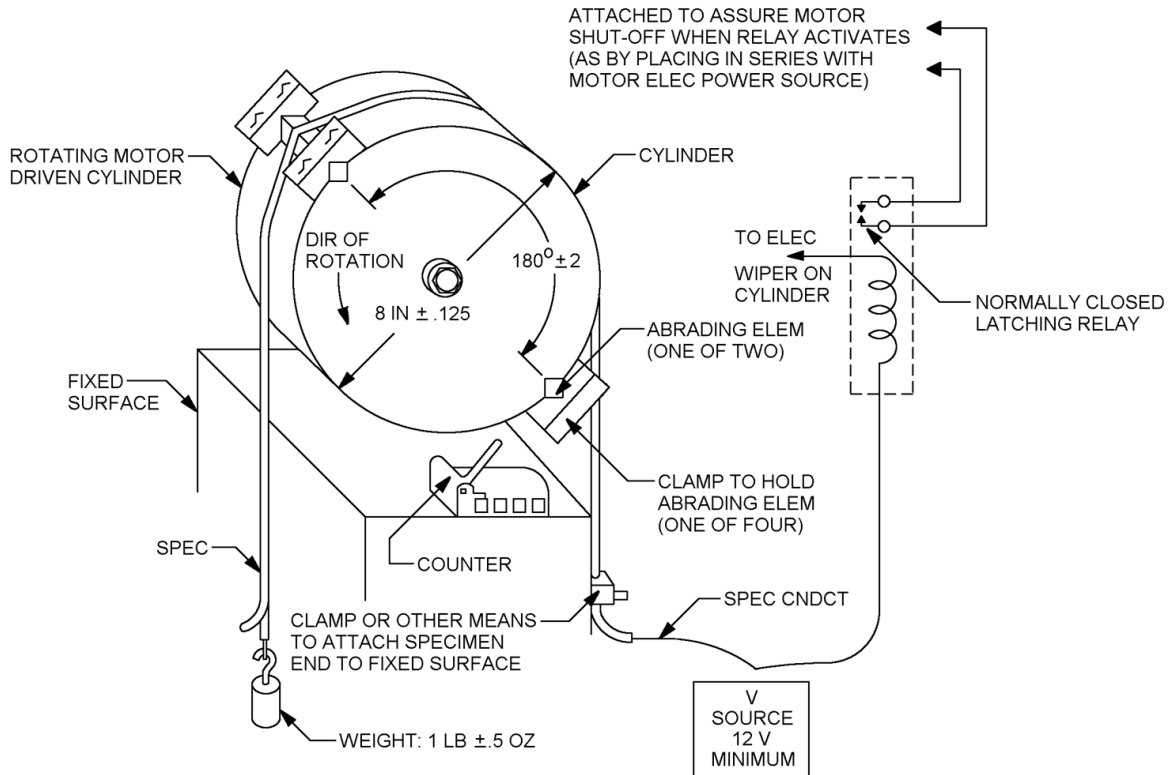 ATTACHED TO ASSURE MOTOR
SHUT-OFF WHEN RELAY ACTIVATES
(AS BY PLACING IN SERIES WITH
MOTOR ELEC POWER SOURCE)
ROTATING MOTOR
DRIVEN CYLINDER
CYLINDER
DIR OF
ROTATION
180° ± 2
8 IN ± .125
TO ELEC
WIPER ON
CYLINDER
NORMALLY CLOSED
LATCHING RELAY
ABRADING ELEM
(ONE OF TWO)
FIXED
SURFACE
CLAMP TO HOLD
ABRADING ELEM
(ONE OF FOUR)
SPEC
COUNTER
CLAMP OR OTHER MEANS
TO ATTACH SPECIMEN
END TO FIXED SURFACE
SPEC CNDCT
V
SOURCE
12 V
MINIMUM
WEIGHT: 1 LB ± .5 OZ